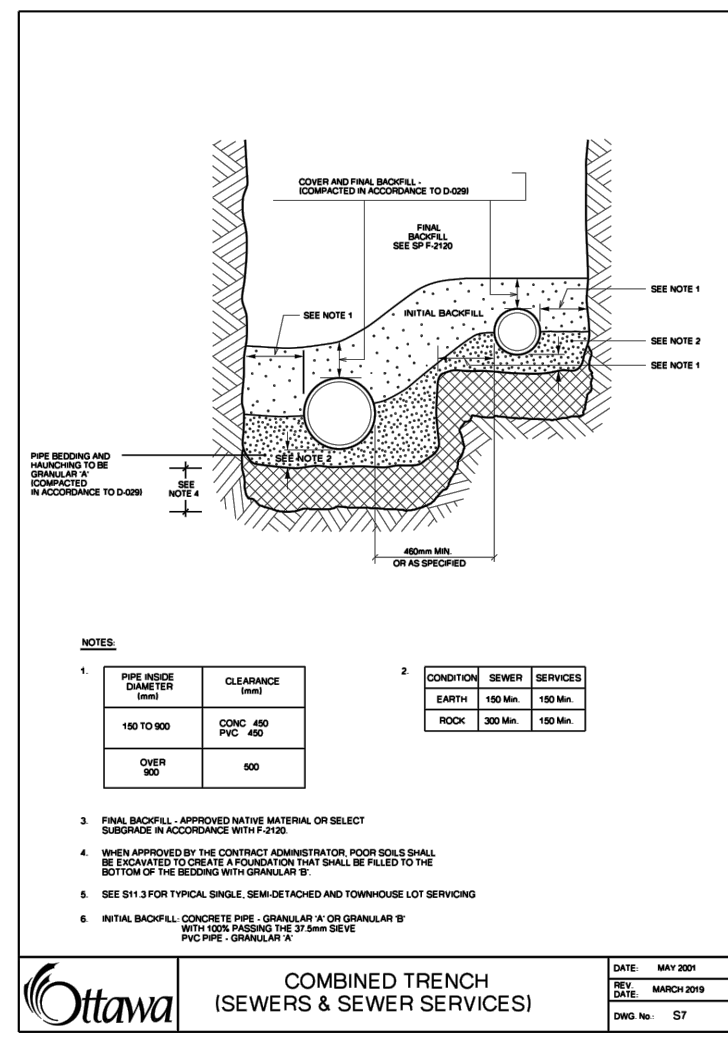 COVER AND FINAL BACKFILL -
(COMPACTED IN ACCORDANCE TO D-029)
FINAL
BACKFILL
SEE SP F-2120
SEE NOTE 1
SEE NOTE 1
INITIAL BACKFILL
SEE NOTE 2
SEE NOTE 1
PIPE BEDDING AND
HAUNCHING TO BE
GRANULAR 'A'
(COMPACTED
IN ACCORDANCE TO D-029)
SEE NOTE 2
SEE
NOTE 4
460mm MIN.
OR AS SPECIFIED
NOTES:
1.
PIPE INSIDE
DIAMETER
(mm)
CLEARANCE
(mm)
150 TO 900
CONC 450
PVC 450
OVER
900
500
2.
CONDITION SEWER SERVICES
EARTH 150 Min. 150 Min.
ROCK 300 Min. 150 Min.
3. FINAL BACKFILL - APPROVED NATIVE MATERIAL OR SELECT
SUBGRADE IN ACCORDANCE WITH F-2120.
4. WHEN APPROVED BY THE CONTRACT ADMINISTRATOR, POOR SOILS SHALL
BE EXCAVATED TO CREATE A FOUNDATION THAT SHALL BE FILLED TO THE
BOTTOM OF THE BEDDING WITH GRANULAR 'B'.
5. SEE S11.3 FOR TYPICAL SINGLE, SEMI-DETACHED AND TOWNHOUSE LOT SERVICING
6. INITIAL BACKFILL: CONCRETE PIPE - GRANULAR 'A' OR GRANULAR 'B'
WITH 100% PASSING THE 37.5mm SIEVE
PVC PIPE - GRANULAR 'A'
Ottawa
COMBINED TRENCH
(SEWERS & SEWER SERVICES)
DATE: MAY 2001
REV.
DATE: MARCH 2019
DWG. No.: S7